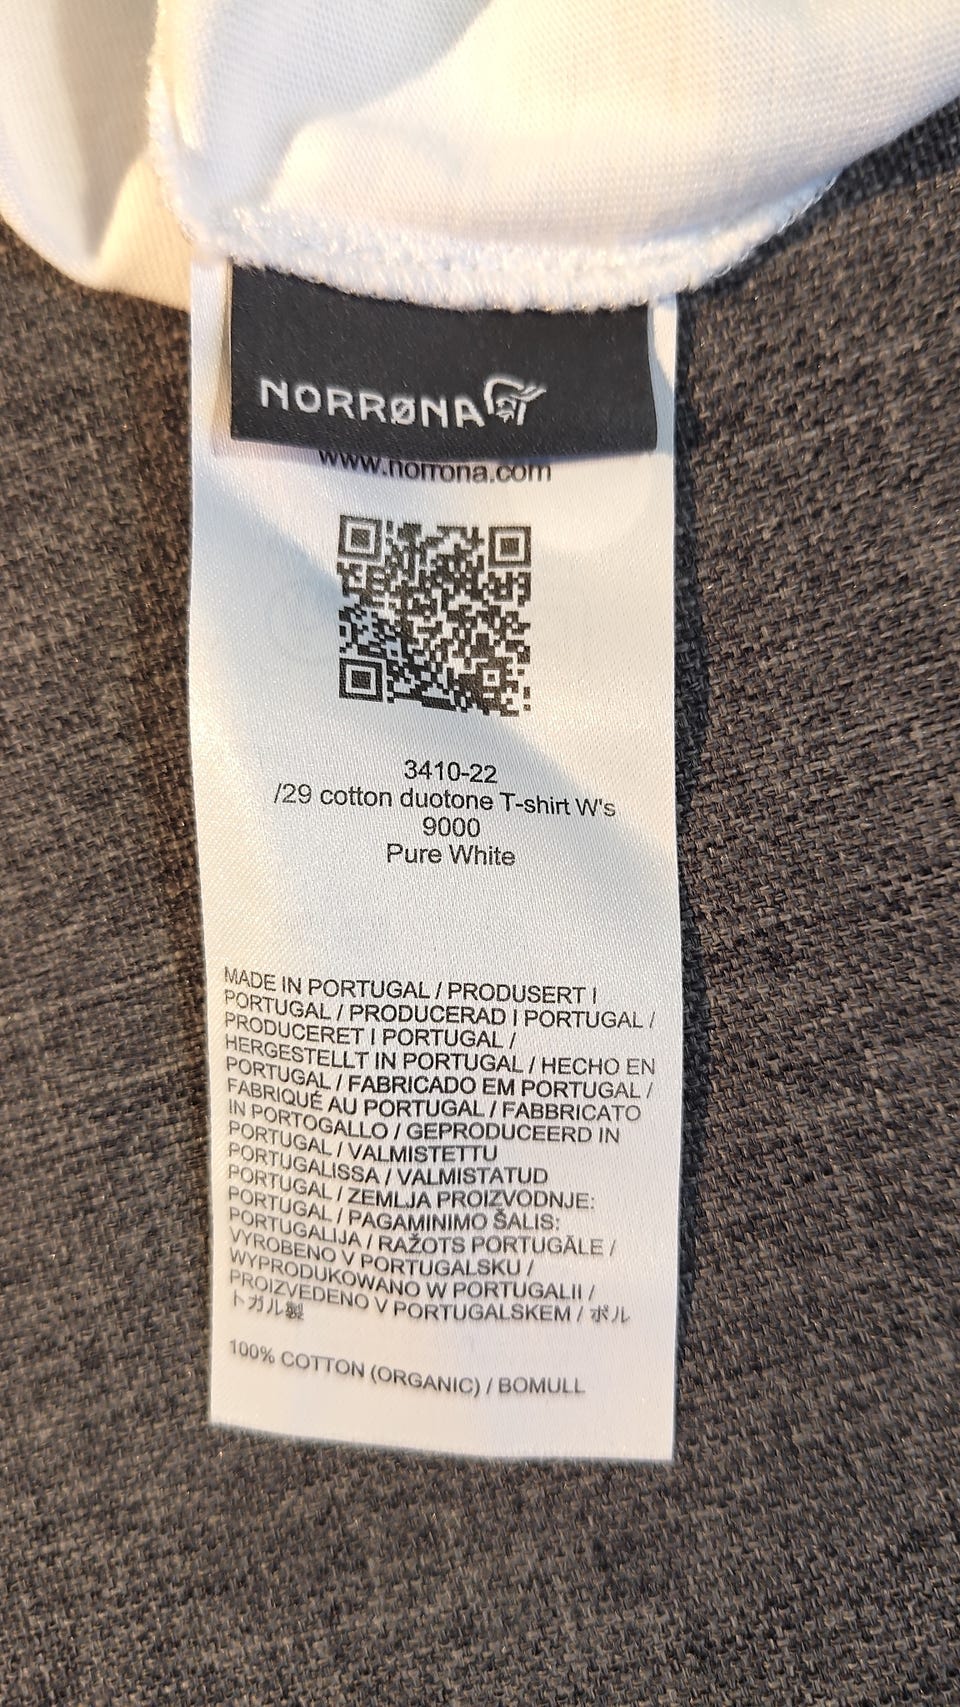 NORRØNA
www.norrona.com
3410-22
/29 cotton duotone T-shirt W's
9000
Pure White
MADE IN PORTUGAL / PRODUSERT I
PORTUGAL / PRODUCERAD I PORTUGAL /
PRODUCERET I PORTUGAL /
HERGESTELLT IN PORTUGAL / HECHO EN
PORTUGAL / FABRICADO EM PORTUGAL /
FABRIQUÉ AU PORTUGAL / FABBRICATO
IN PORTOGALLO / GEPRODUCEERD IN
PORTUGAL / VALMISTETTU
PORTUGALISSA / VALMISTATUD
PORTUGAL / ZEMLJA PROIZVODNJE:
PORTUGAL / PAGAMINIMO ŠALIS:
PORTUGALIJA / RAŽOTS PORTUGĀLE /
VYROBENO V PORTUGALSKU /
WYPRODUKOWANO W PORTUGALII /
PROIZVEDENO V PORTUGALSKEM / ポル
トガル製
100% COTTON (ORGANIC) / BOMULL